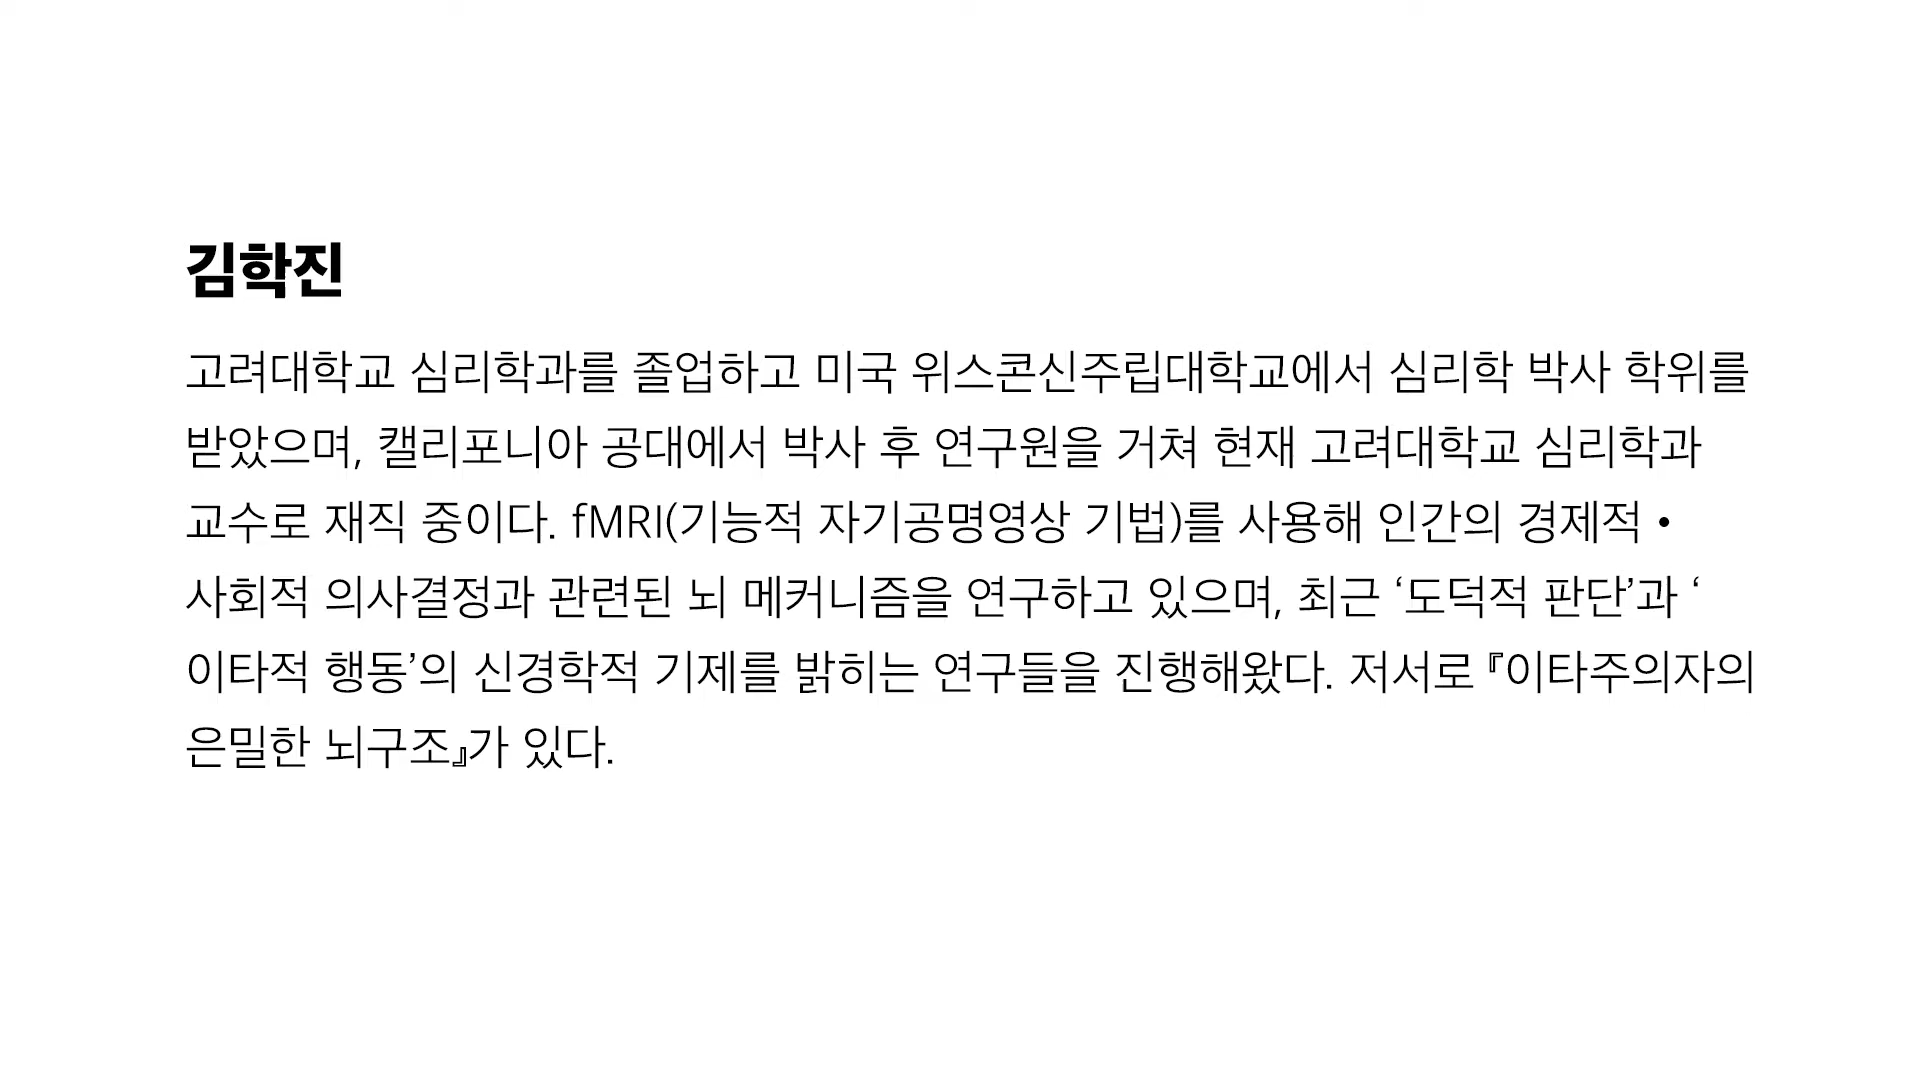 김학진
고려대학교 심리학과를 졸업하고 미국 위스콘신주립대학교에서 심리학 박사 학위를
받았으며, 캘리포니아 공대에서 박사 후 연구원을 거쳐 현재 고려대학교 심리학과
교수로 재직 중이다. fMRI(기능적 자기공명영상 기법)를 사용해 인간의 경제적 •
사회적 의사결정과 관련된 뇌 메커니즘을 연구하고 있으며, 최근 ‘도덕적 판단’과 ‘
이타적 행동’의 신경학적 기제를 밝히는 연구들을 진행해왔다. 저서로 『이타주의자의
은밀한 뇌구조』가 있다.